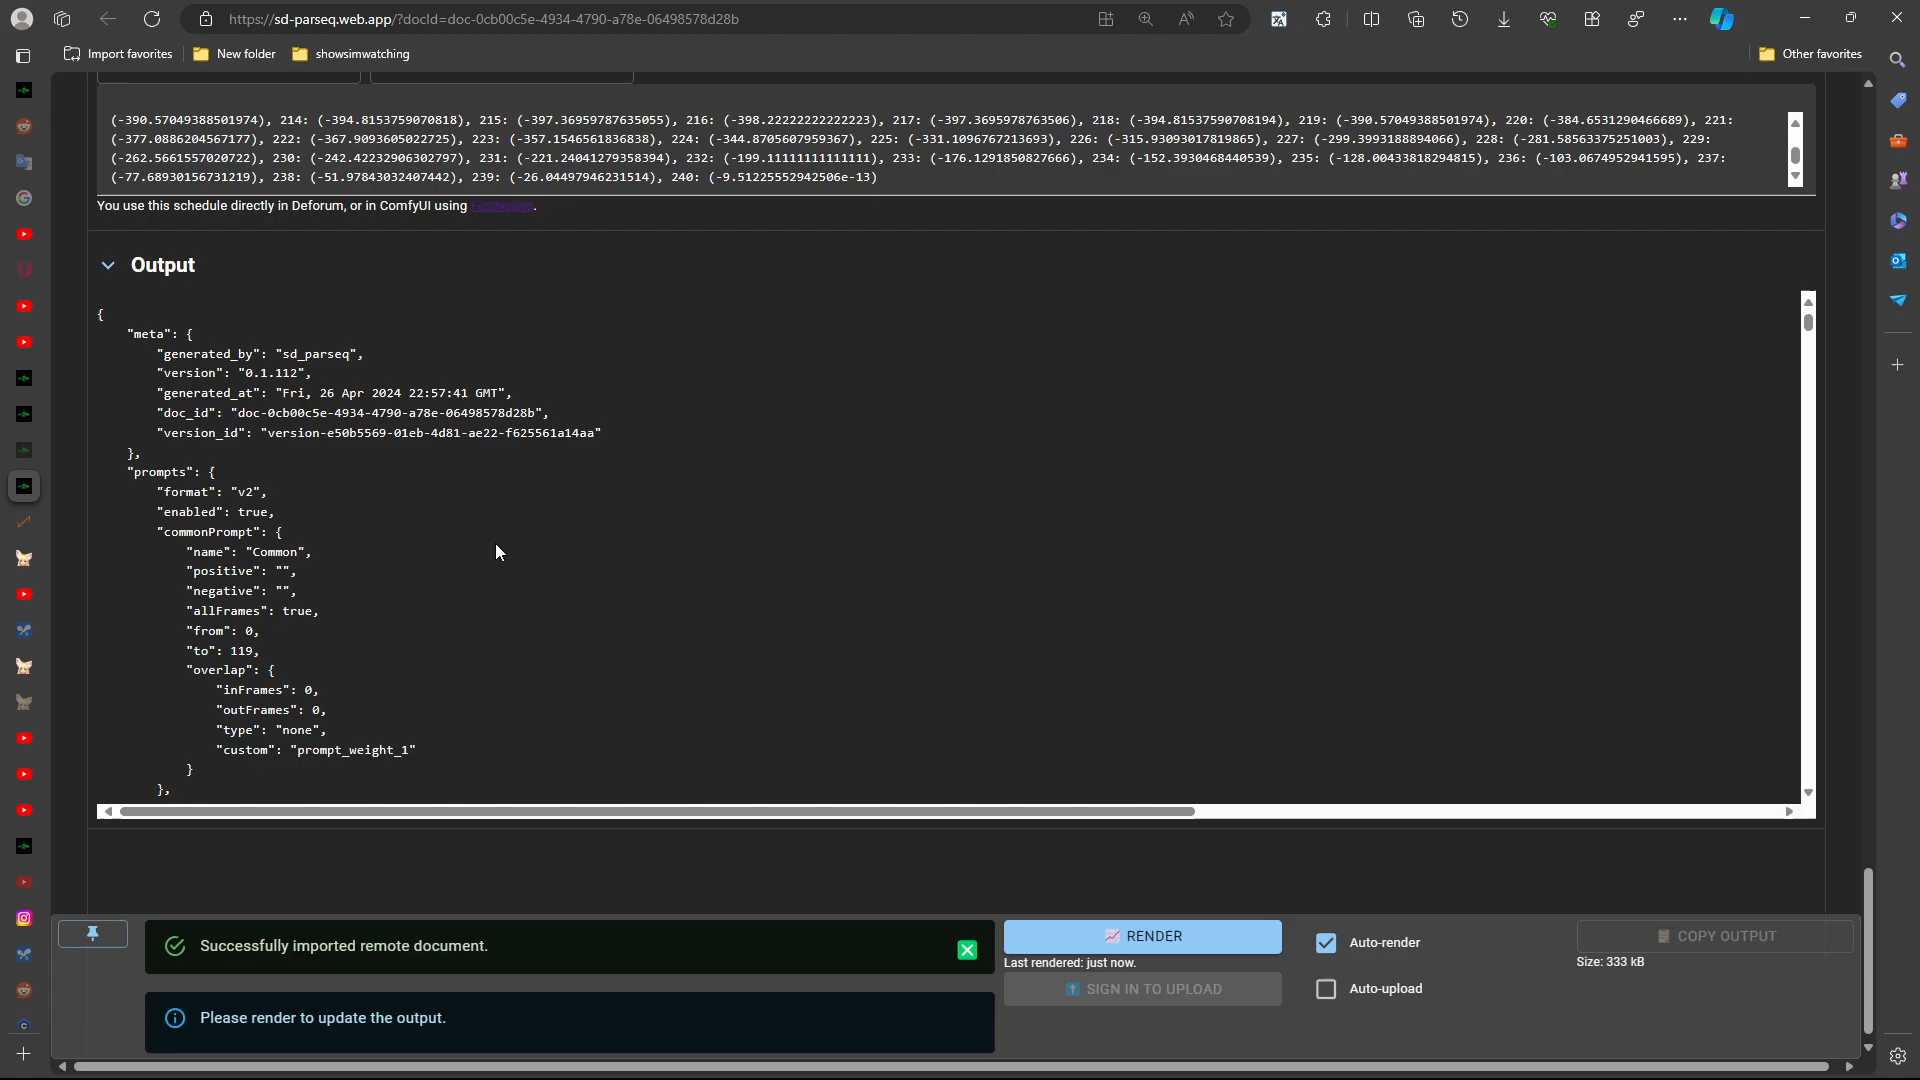 https://sd-parseq.web.app/?docId=doc-0cb00c5e-4934-4790-a78e-06498578d28b
Import favorites
New folder
showsimwatching
Other favorites
(-390.57049388501974), 214: (-394.8153759070818), 215: (-397.36959787635055), 216: (-398.22222222222223), 217: (-397.3695978763506), 218: (-394.81537590708194), 219: (-390.57049388501974), 220: (-384.6531290466689), 221:
(-377.0886204567177), 222: (-367.9093605022725), 223: (-357.1546561836838), 224: (-344.8705607959367), 225: (-331.1096767213693), 226: (-315.93093017819865), 227: (-299.3993188894066), 228: (-281.58563375251003), 229:
(-262.5661557020722), 230: (-242.42232906302797), 231: (-221.24041279358394), 232: (-199.11111111111111), 233: (-176.1291850827666), 234: (-152.3930468440539), 235: (-128.00433818294815), 236: (-103.0674952941595), 237:
(-77.68930156731219), 238: (-51.97843032407442), 239: (-26.04497946231514), 240: (-9.51225552942506e-13)
You use this schedule directly in Deforum, or in ComfyUI using FizzNodes.
Output
{
"meta": {
"generated_by": "sd_parseq",
"version": "0.1.112",
"generated_at": "Fri, 26 Apr 2024 22:57:41 GMT",
"doc_id": "doc-0cb00c5e-4934-4790-a78e-06498578d28b",
"version_id": "version-e50b5569-01eb-4d81-ae22-f625561a14aa"
},
"prompts": {
"format": "v2",
"enabled": true,
"commonPrompt": {
"name": "Common",
"positive": "",
"negative": "",
"allFrames": true,
"from": 0,
"to": 119,
"overlap": {
"inFrames": 0,
"outFrames": 0,
"type": "none",
"custom": "prompt_weight_1"
}
},
Successfully imported remote document.
Please render to update the output.
RENDER
Last rendered: just now.
SIGN IN TO UPLOAD
Auto-render
Auto-upload
COPY OUTPUT
Size: 333 kB